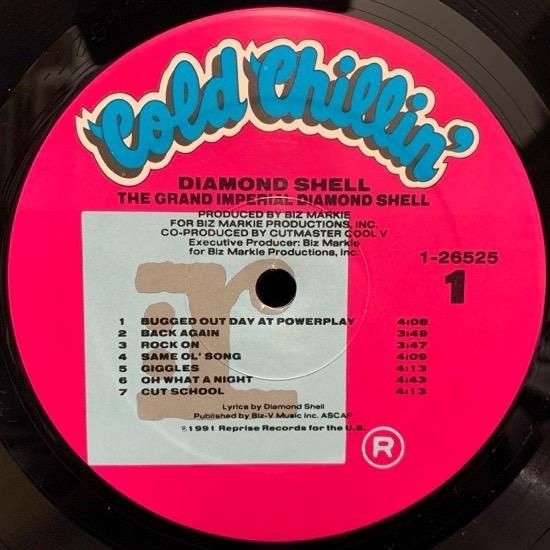 Cold Chillin'
DIAMOND SHELL
THE GRAND IMPERIAL DIAMOND SHELL
PRODUCED BY BIZ MARKIE
FOR BIZ MARKIE PRODUCTIONS, INC.
CO-PRODUCED BY CUTMASTER COOL V
Executive Producer: Biz Markie
for Biz Markie Productions, Inc.
1-26525
1
r
1 BUGGED OUT DAY AT POWERPLAY 4:08
2 BACK AGAIN 3:49
3 ROCK ON 3:47
4 SAME OL' SONG 4:09
5 GIGGLES 4:13
6 OH WHAT A NIGHT 4:43
7 CUT SCHOOL 4:13
Lyrics by Diamond Shell
Published by Biz-V Music Inc. ASCAP
℗1991 Reprise Records for the U.S.
®